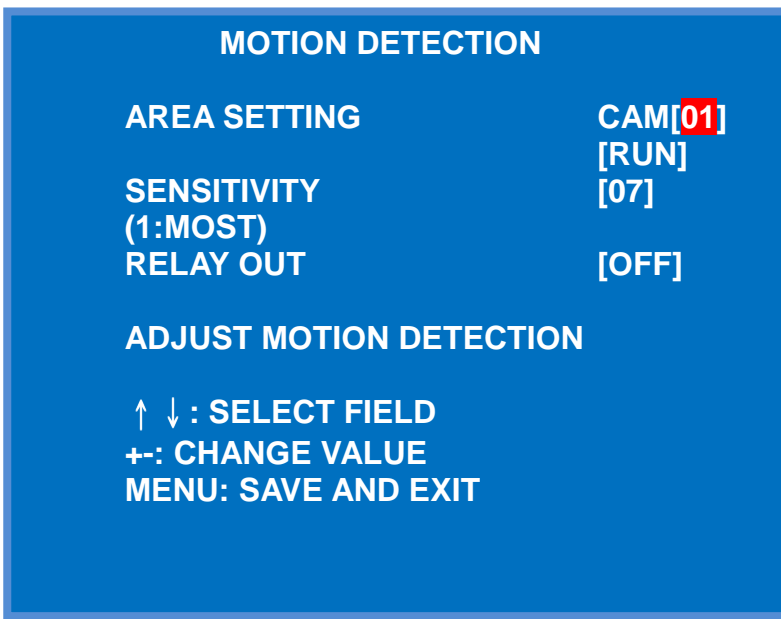 MOTION DETECTION
AREA SETTING CAM[01]
[RUN]
SENSITIVITY [07]
(1:MOST)
RELAY OUT [OFF]
ADJUST MOTION DETECTION
↑ ↓: SELECT FIELD
+-: CHANGE VALUE
MENU: SAVE AND EXIT